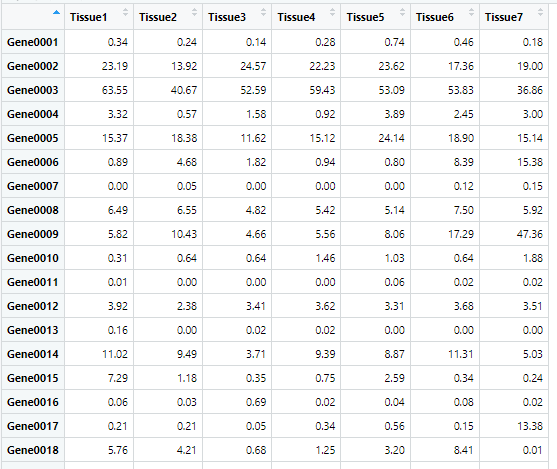 Tissue1 Tissue2 Tissue3 Tissue4 Tissue5 Tissue6 Tissue7
Gene0001 0.34 0.24 0.14 0.28 0.74 0.46 0.18
Gene0002 23.19 13.92 24.57 22.23 23.62 17.36 19.00
Gene0003 63.55 40.67 52.59 59.43 53.09 53.83 36.86
Gene0004 3.32 0.57 1.58 0.92 3.89 2.45 3.00
Gene0005 15.37 18.38 11.62 15.12 24.14 18.90 15.14
Gene0006 0.89 4.68 1.82 0.94 0.80 8.39 15.38
Gene0007 0.00 0.05 0.00 0.00 0.00 0.12 0.15
Gene0008 6.49 6.55 4.82 5.42 5.14 7.50 5.92
Gene0009 5.82 10.43 4.66 5.56 8.06 17.29 47.36
Gene0010 0.31 0.64 0.64 1.46 1.03 0.64 1.88
Gene0011 0.01 0.00 0.00 0.00 0.06 0.02 0.02
Gene0012 3.92 2.38 3.41 3.62 3.31 3.68 3.51
Gene0013 0.16 0.00 0.02 0.02 0.00 0.00 0.00
Gene0014 11.02 9.49 3.71 9.39 8.87 11.31 5.03
Gene0015 7.29 1.18 0.35 0.75 2.59 0.34 0.24
Gene0016 0.06 0.03 0.69 0.02 0.04 0.08 0.02
Gene0017 0.21 0.21 0.05 0.34 0.56 0.15 13.38
Gene0018 5.76 4.21 0.68 1.25 3.20 8.41 0.01